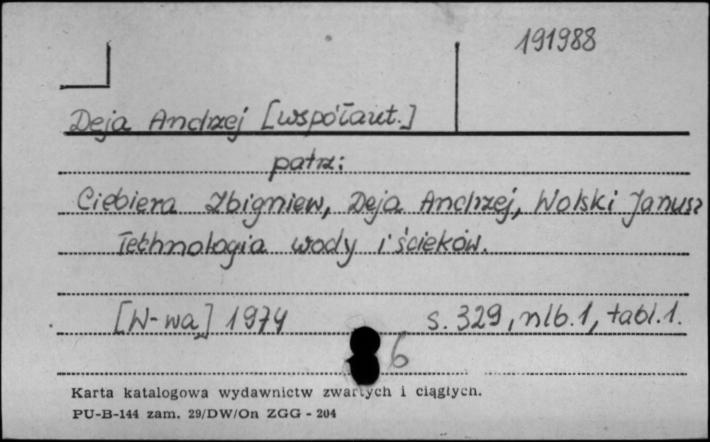 191988
Deja Andrzej [współaut.]
patrz:
Ciebiera Zbigniew, Deja Andrzej, Wolski Janusz
Technologia wody i ścieków.
[W-wa] 1974 s. 329, nlb. 1, tabl. 1.
6
Karta katalogowa wydawnictw zwartych i ciągłych.
PU-B-144 zam. 29/DW/On ZGG - 204